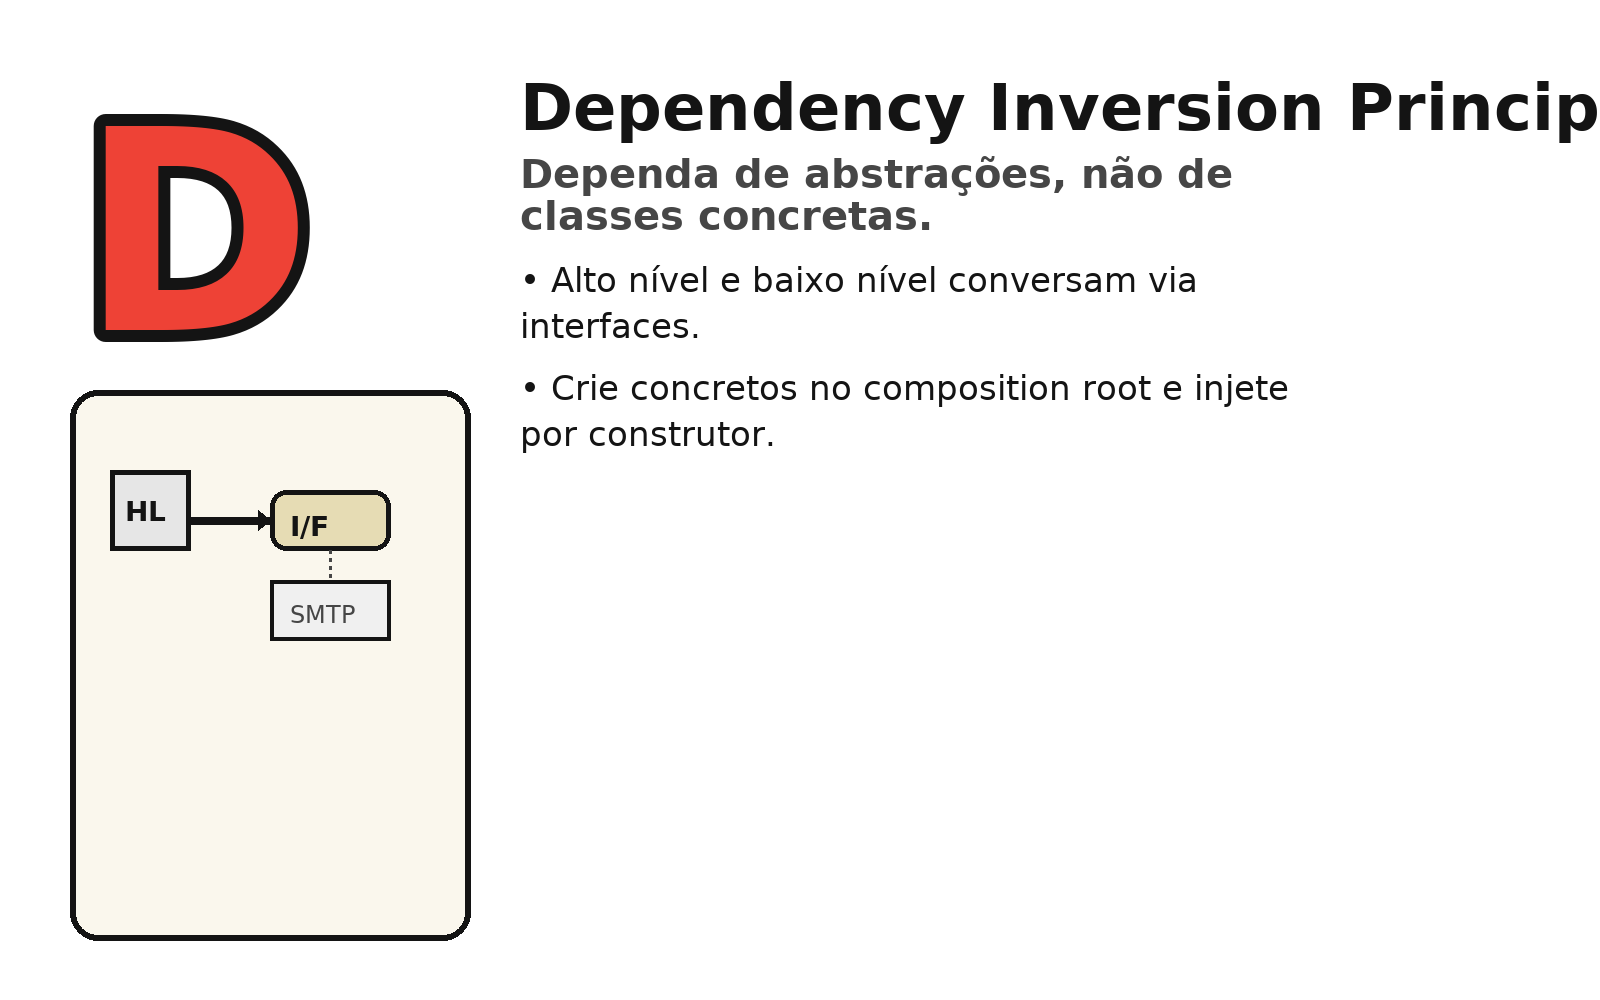 D
Dependency Inversion Princip
Dependa de abstrações, não de
classes concretas.
• Alto nível e baixo nível conversam via
interfaces.
• Crie concretos no composition root e injete
por construtor.
HL
I/F
SMTP